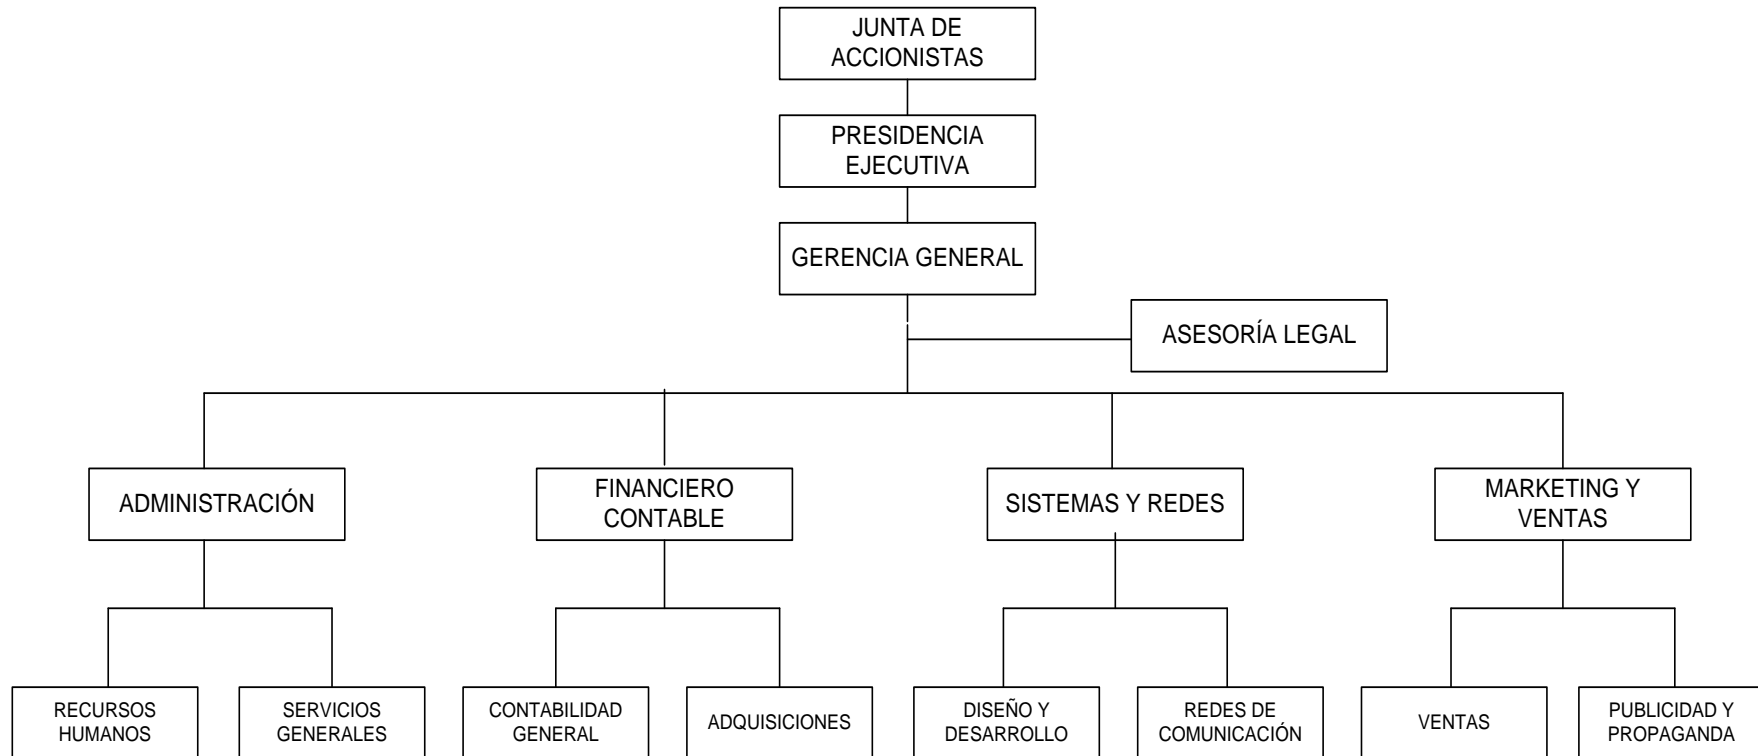 JUNTA DE
ACCIONISTAS
PRESIDENCIA
EJECUTIVA
GERENCIA GENERAL
ASESORÍA LEGAL
ADMINISTRACIÓN
FINANCIERO
CONTABLE
SISTEMAS Y REDES
MARKETING Y
VENTAS
RECURSOS
HUMANOS
SERVICIOS
GENERALES
CONTABILIDAD
GENERAL
ADQUISICIONES
DISEÑO Y
DESARROLLO
REDES DE
COMUNICACIÓN
VENTAS
PUBLICIDAD Y
PROPAGANDA